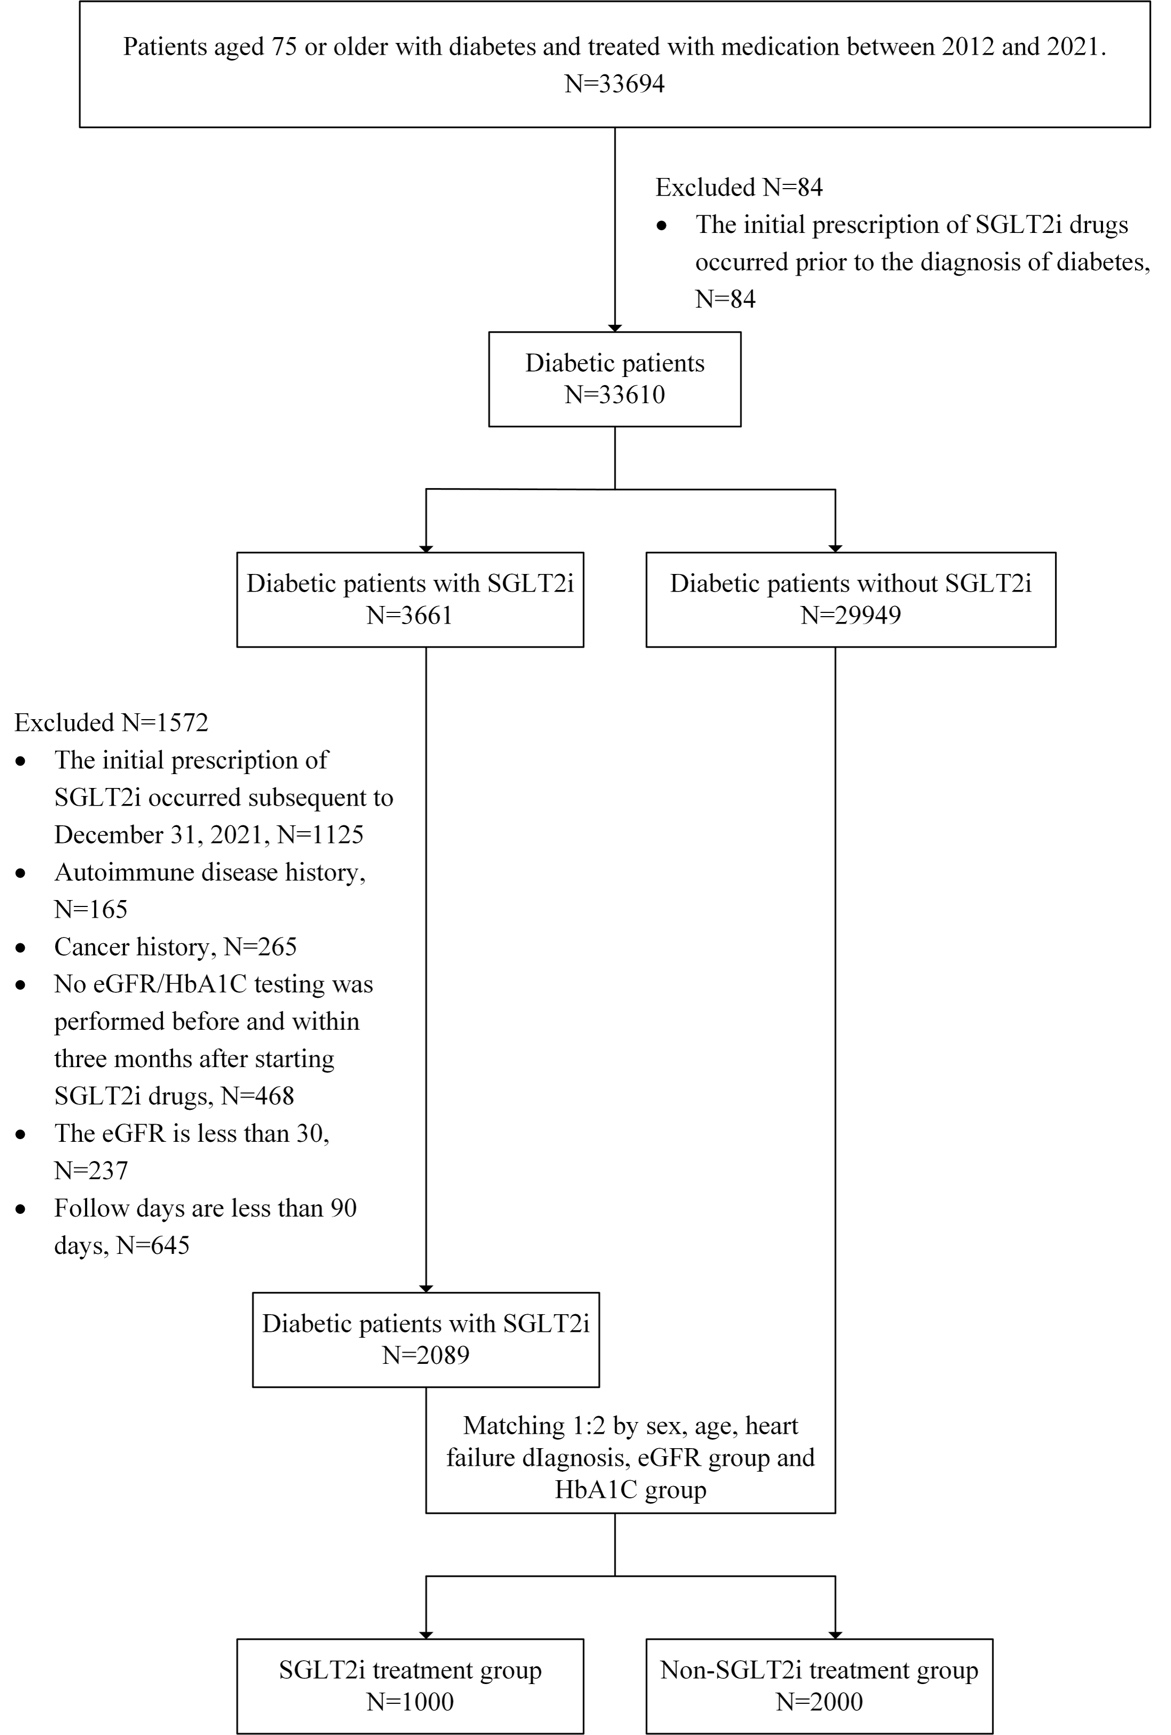 Patients aged 75 or older with diabetes and treated with medication between 2012 and 2021.
N=33694
Excluded N=84
• The initial prescription of SGLT2i drugs
occurred prior to the diagnosis of diabetes,
N=84
Diabetic patients
N=33610
Diabetic patients with SGLT2i
N=3661
Diabetic patients without SGLT2i
N=29949
Excluded N=1572
• The initial prescription of
SGLT2i occurred subsequent to
December 31, 2021, N=1125
• Autoimmune disease history,
N=165
• Cancer history, N=265
• No eGFR/HbA1C testing was
performed before and within
three months after starting
SGLT2i drugs, N=468
• The eGFR is less than 30,
N=237
• Follow days are less than 90
days, N=645
Diabetic patients with SGLT2i
N=2089
Matching 1:2 by sex, age, heart
failure dIagnosis, eGFR group and
HbA1C group
SGLT2i treatment group
N=1000
Non-SGLT2i treatment group
N=2000